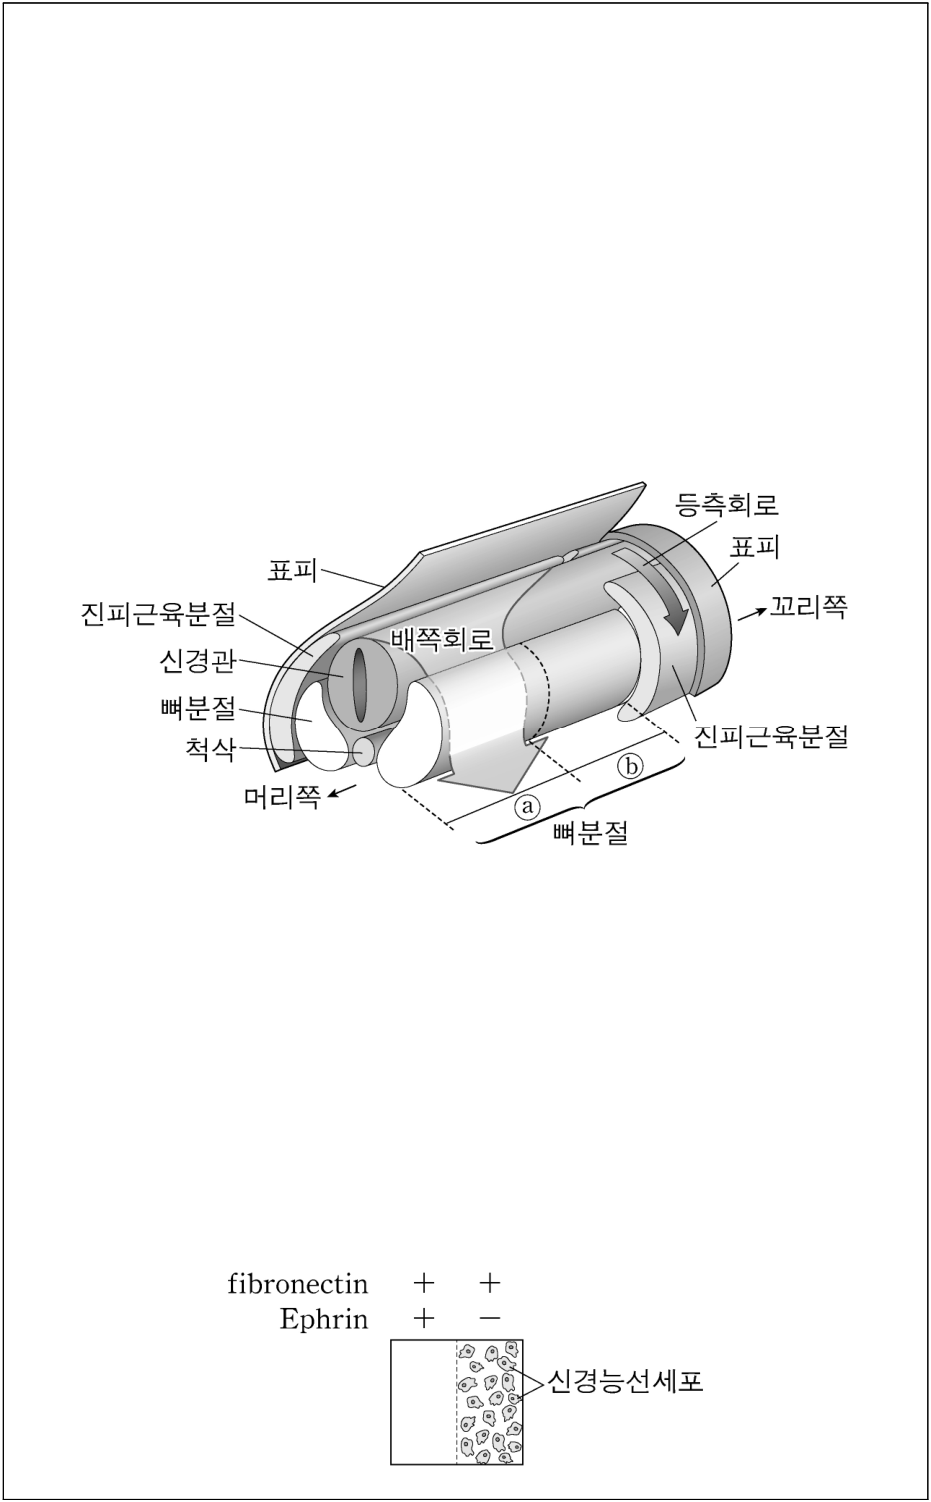 등측회로
표피
표피
꼬리쪽
진피근육분절
배쪽회로
신경관
뼈분절
척삭
진피근육분절
머리쪽
ⓑ
ⓐ
뼈분절
fibronectin + +
Ephrin + −
신경능선세포